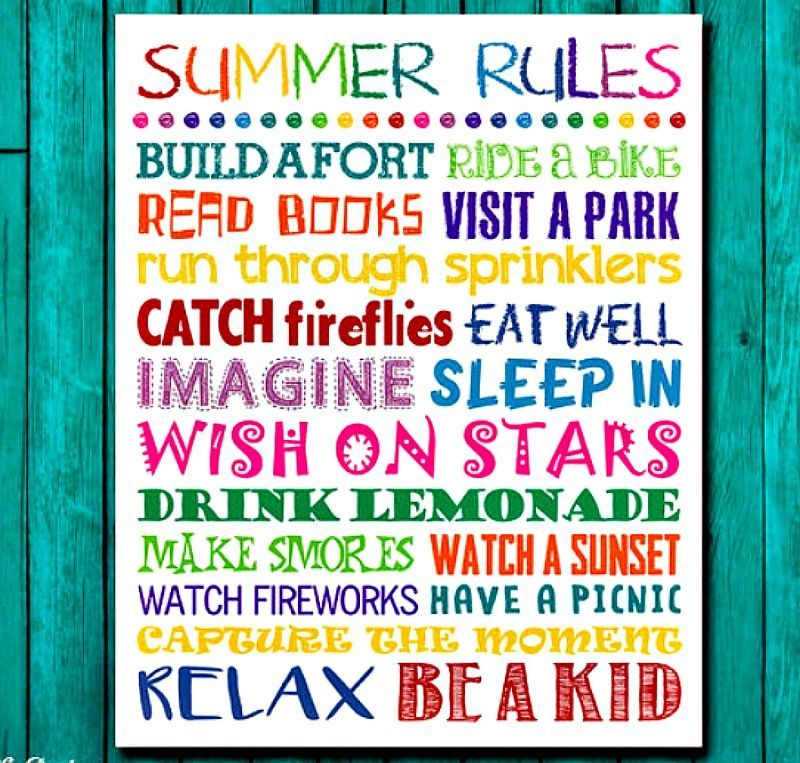 SUMMER RULES
BUILD A FORT RiDE a BiKE
READ BOOKS VISIT A PARK
run through sprinklers
CATCH fireflies EAT WELL
IMAGINE SLEEP IN
WISH ON STARS
DRINK LEMONADE
MAKE SMORES WATCH A SUNSET
WATCH FIREWORKS HAVE A PICNIC
CAPTURE THE MOMENT
RELAX BE A KID